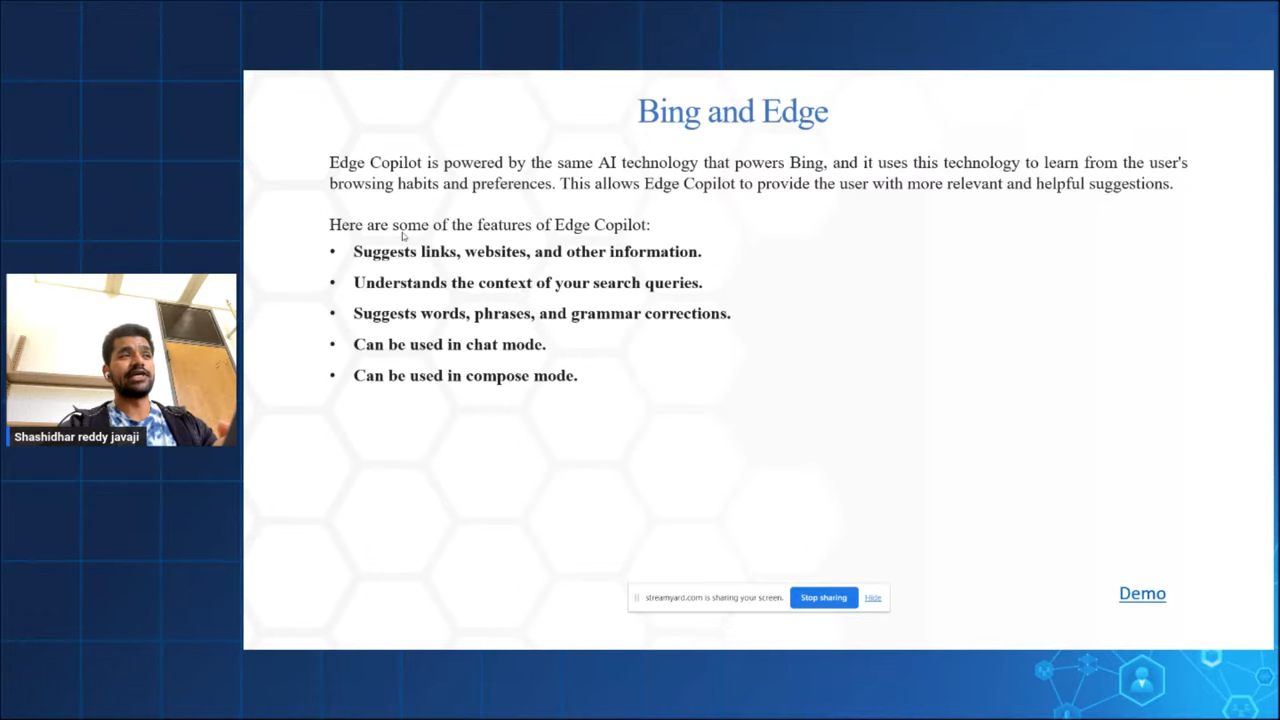 Bing and Edge
Edge Copilot is powered by the same AI technology that powers Bing, and it uses this technology to learn from the user's
browsing habits and preferences. This allows Edge Copilot to provide the user with more relevant and helpful suggestions.
Here are some of the features of Edge Copilot:
• Suggests links, websites, and other information.
• Understands the context of your search queries.
• Suggests words, phrases, and grammar corrections.
• Can be used in chat mode.
• Can be used in compose mode.
Shashidhar reddy javaji
streamyard.com is sharing your screen. Stop sharing Hide
Demo